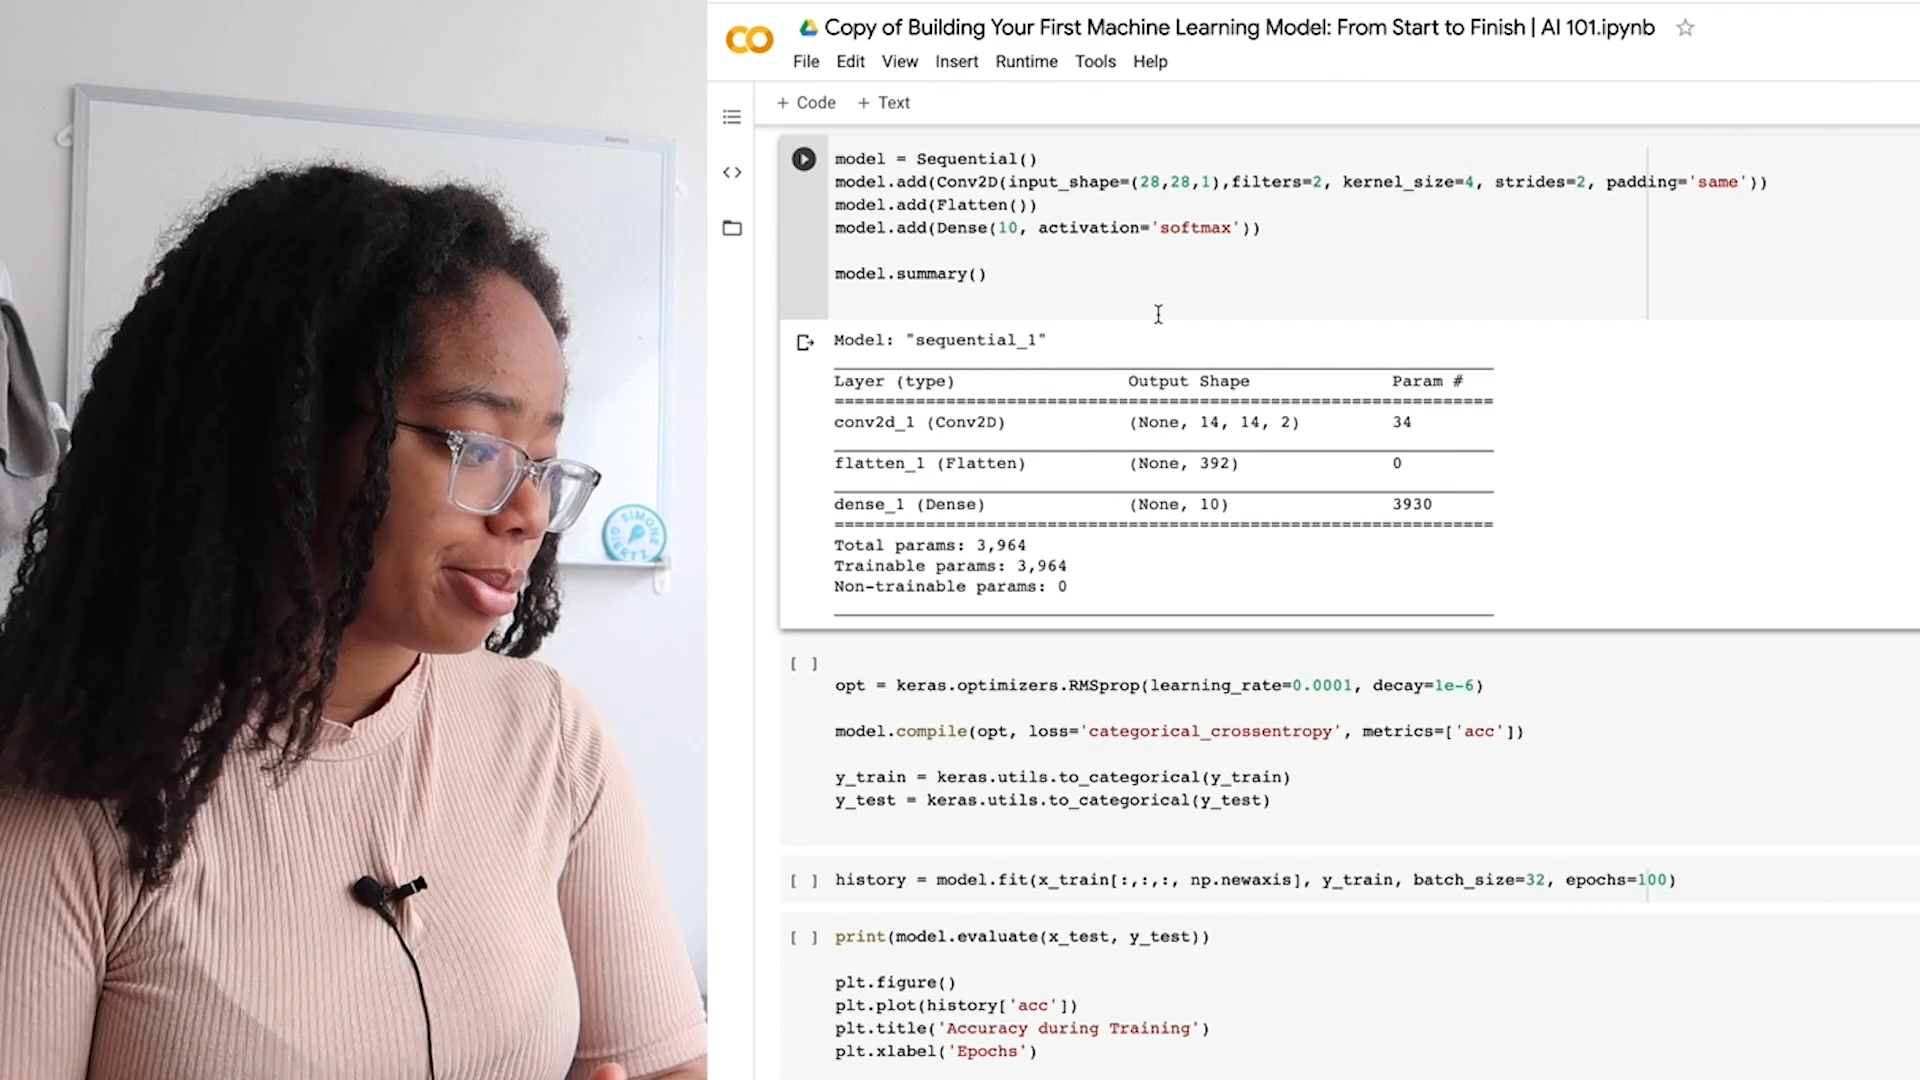 Copy of Building Your First Machine Learning Model: From Start to Finish | AI 101.ipynb
File Edit View Insert Runtime Tools Help
+ Code + Text
model = Sequential()
model.add(Conv2D(input_shape=(28,28,1),filters=2, kernel_size=4, strides=2, padding='same'))
model.add(Flatten())
model.add(Dense(10, activation='softmax'))
model.summary()
Model: "sequential_1"
Layer (type) Output Shape Param #
=================================================================
conv2d_1 (Conv2D) (None, 14, 14, 2) 34
flatten_1 (Flatten) (None, 392) 0
dense_1 (Dense) (None, 10) 3930
=================================================================
Total params: 3,964
Trainable params: 3,964
Non-trainable params: 0
[ ]
opt = keras.optimizers.RMSprop(learning_rate=0.0001, decay=1e-6)
model.compile(opt, loss='categorical_crossentropy', metrics=['acc'])
y_train = keras.utils.to_categorical(y_train)
y_test = keras.utils.to_categorical(y_test)
[ ] history = model.fit(x_train[:,:,:, np.newaxis], y_train, batch_size=32, epochs=100)
[ ] print(model.evaluate(x_test, y_test))
plt.figure()
plt.plot(history['acc'])
plt.title('Accuracy during Training')
plt.xlabel('Epochs')
SIMONE
GIERTZ